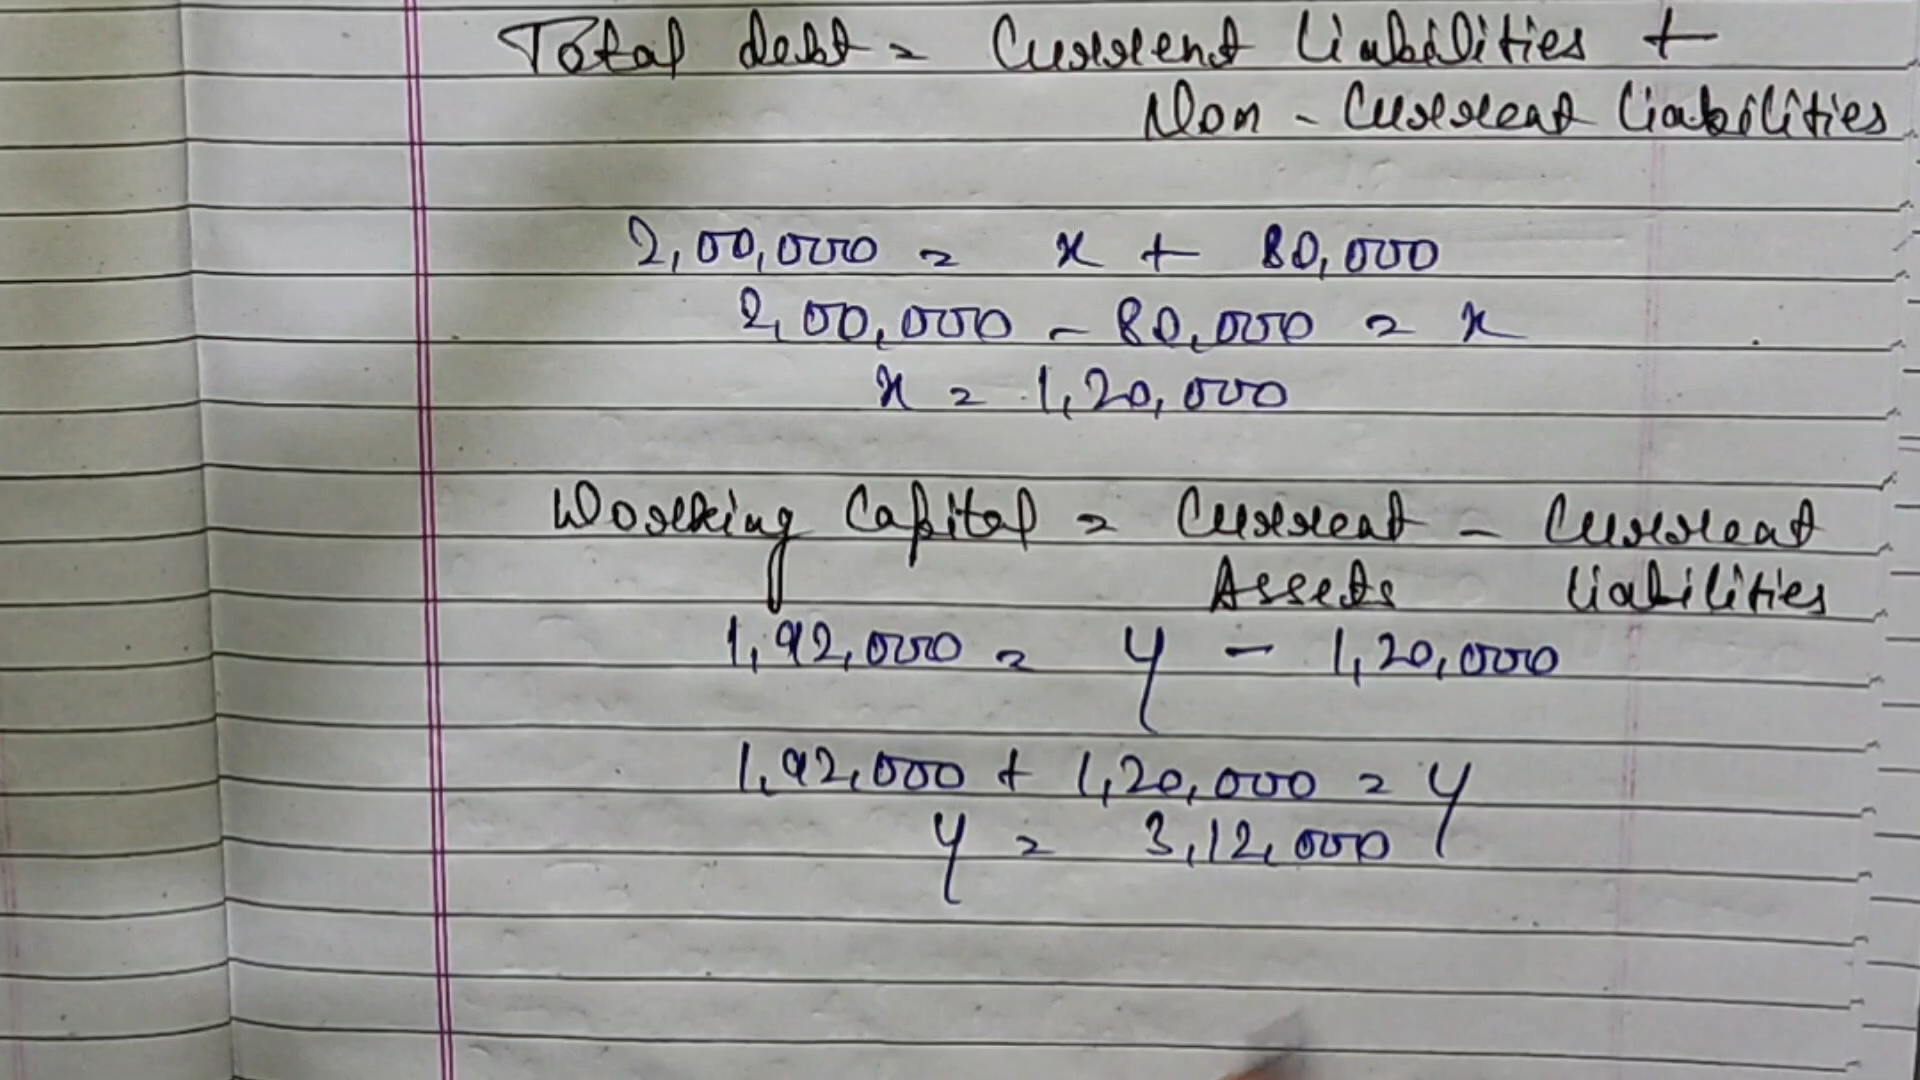 Total debt = Current Liabilities +
Non-Current Liabilities
2,00,000 = x + 80,000
2,00,000 - 80,000 = x
x = 1,20,000
Working Capital = Current - Current
Assets Liabilities
1,92,000 = y - 1,20,000
1,92,000 + 1,20,000 = y
y = 3,12,000